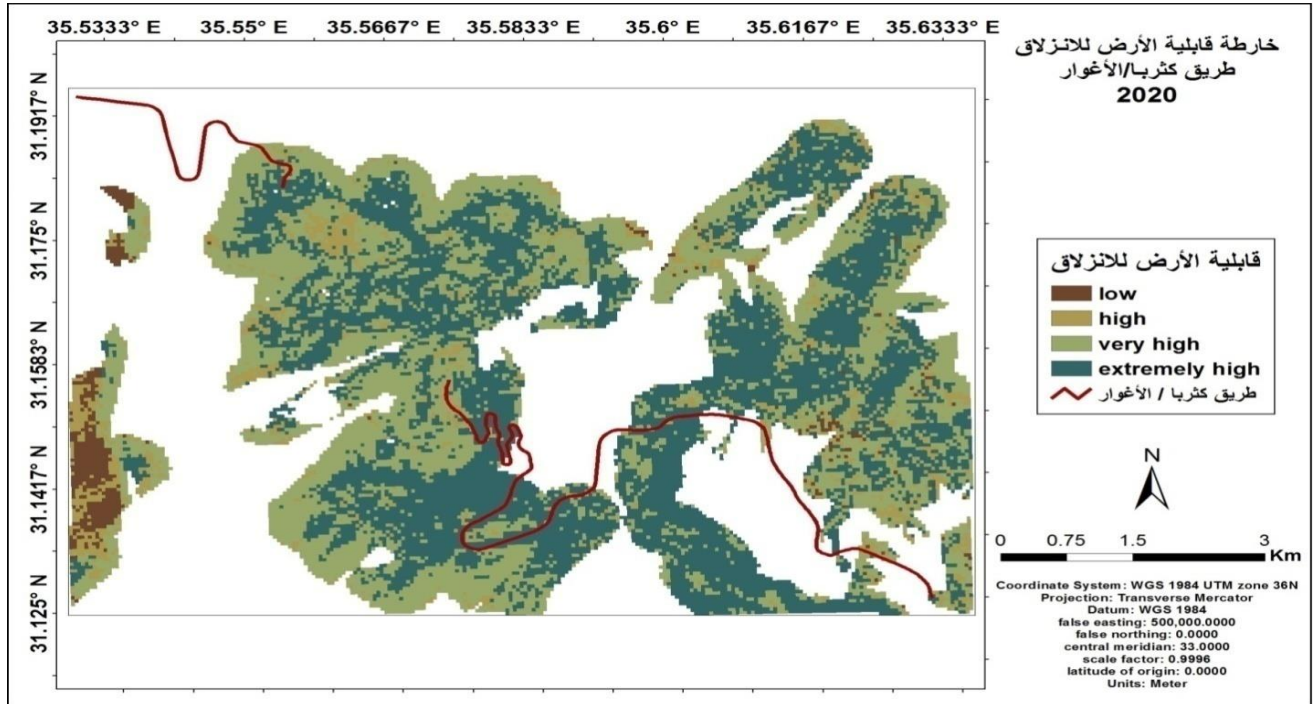 35.5333° E 35.55° E 35.5667° E 35.5833° E 35.6° E 35.6167° E 35.6333° E
31.1917° N
31.175° N
31.1583° N
31.1417° N
31.125° N
خارطة قابلية الأرض للانزلاق
طريق كثربا/الأغوار
2020
قابلية الأرض للانزلاق
low
high
very high
extremely high
طريق كثربا / الأغوار
N
0 0.75 1.5 3
Km
Coordinate System: WGS 1984 UTM zone 36N
Projection: Transverse Mercator
Datum: WGS 1984
false easting: 500,000.0000
false northing: 0.0000
central meridian: 33.0000
scale factor: 0.9996
latitude of origin: 0.0000
Units: Meter